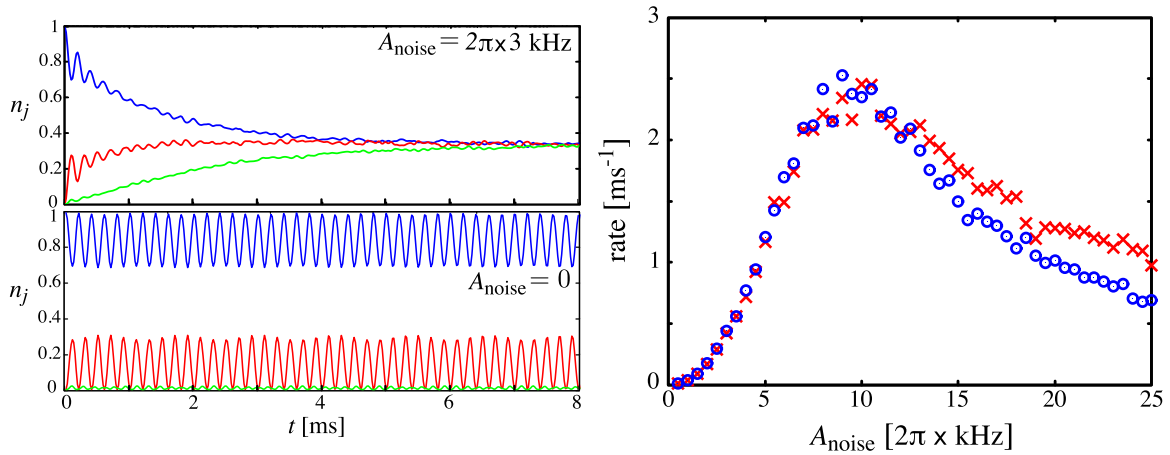 1
A_noise = 2π×3 kHz
0.8
0.6
n_j
0.4
0.2
0
1
0.8
0.6
n_j
A_noise = 0
0.4
0.2
0
0 2 4 6 8
t [ms]
3
2
rate [ms⁻¹]
1
0
0 5 10 15 20 25
A_noise [2π x kHz]